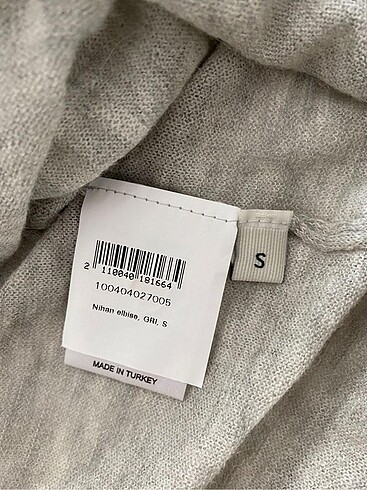 2 110040 181664
100404027005
Nihan elbise, GRI, S
MADE IN TURKEY
S